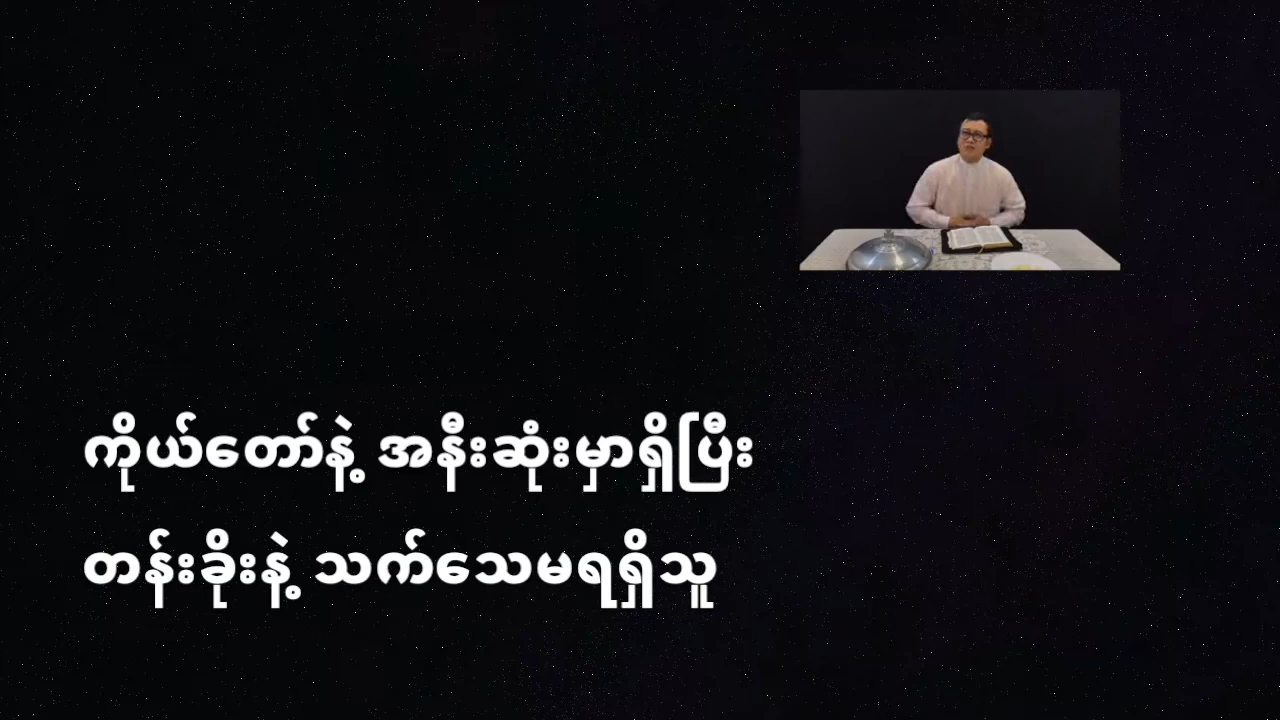 ကိုယ်တော်နဲ့ အနီးဆုံးမှာရှိပြီး
တန်းခိုးနဲ့ သက်သေမရရှိသူ